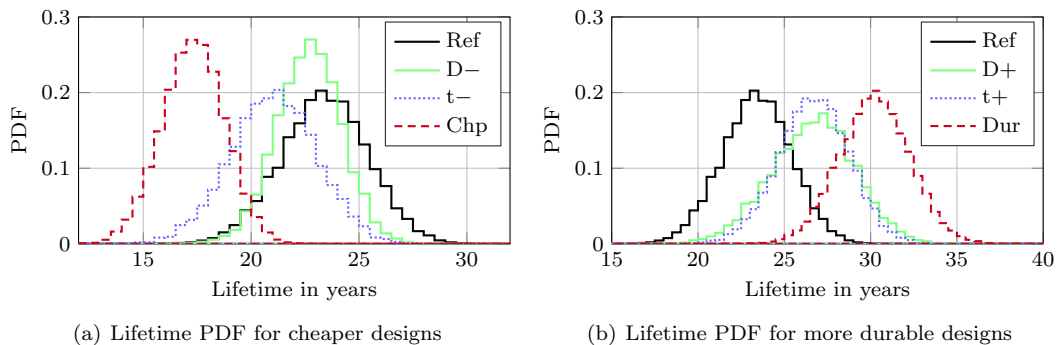 0.3
0.2
0.1
0
PDF
15 20 25 30
Lifetime in years
Ref
D−
t−
Chp
(a) Lifetime PDF for cheaper designs
0.3
0.2
0.1
0
PDF
15 20 25 30 35 40
Lifetime in years
Ref
D+
t+
Dur
(b) Lifetime PDF for more durable designs